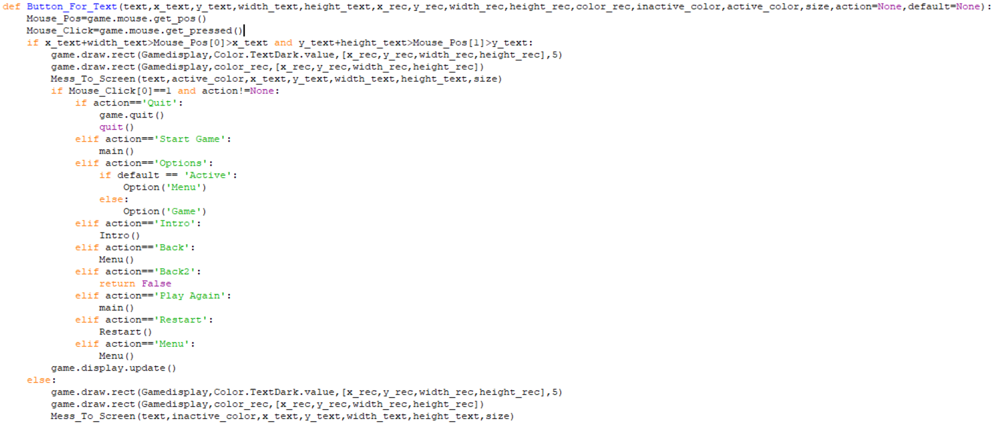 def Button_For_Text(text,x_text,y_text,width_text,height_text,x_rec,y_rec,width_rec,height_rec,color_rec,inactive_color,active_color,size,action=None,default=None):
    Mouse_Pos=game.mouse.get_pos()
    Mouse_Click=game.mouse.get_pressed()
    if x_text+width_text>Mouse_Pos[0]>x_text and y_text+height_text>Mouse_Pos[1]>y_text:
        game.draw.rect(Gamedisplay,Color.TextDark.value,[x_rec,y_rec,width_rec,height_rec],5)
        game.draw.rect(Gamedisplay,color_rec,[x_rec,y_rec,width_rec,height_rec])
        Mess_To_Screen(text,active_color,x_text,y_text,width_text,height_text,size)
        if Mouse_Click[0]==1 and action!=None:
            if action=='Quit':
                game.quit()
                quit()
            elif action=='Start Game':
                main()
            elif action=='Options':
                if default == 'Active':
                    Option('Menu')
                else:
                    Option('Game')
            elif action=='Intro':
                Intro()
            elif action=='Back':
                Menu()
            elif action=='Back2':
                return False
            elif action=='Play Again':
                main()
            elif action=='Restart':
                Restart()
            elif action=='Menu':
                Menu()
        game.display.update()
    else:
        game.draw.rect(Gamedisplay,Color.TextDark.value,[x_rec,y_rec,width_rec,height_rec],5)
        game.draw.rect(Gamedisplay,color_rec,[x_rec,y_rec,width_rec,height_rec])
        Mess_To_Screen(text,inactive_color,x_text,y_text,width_text,height_text,size)